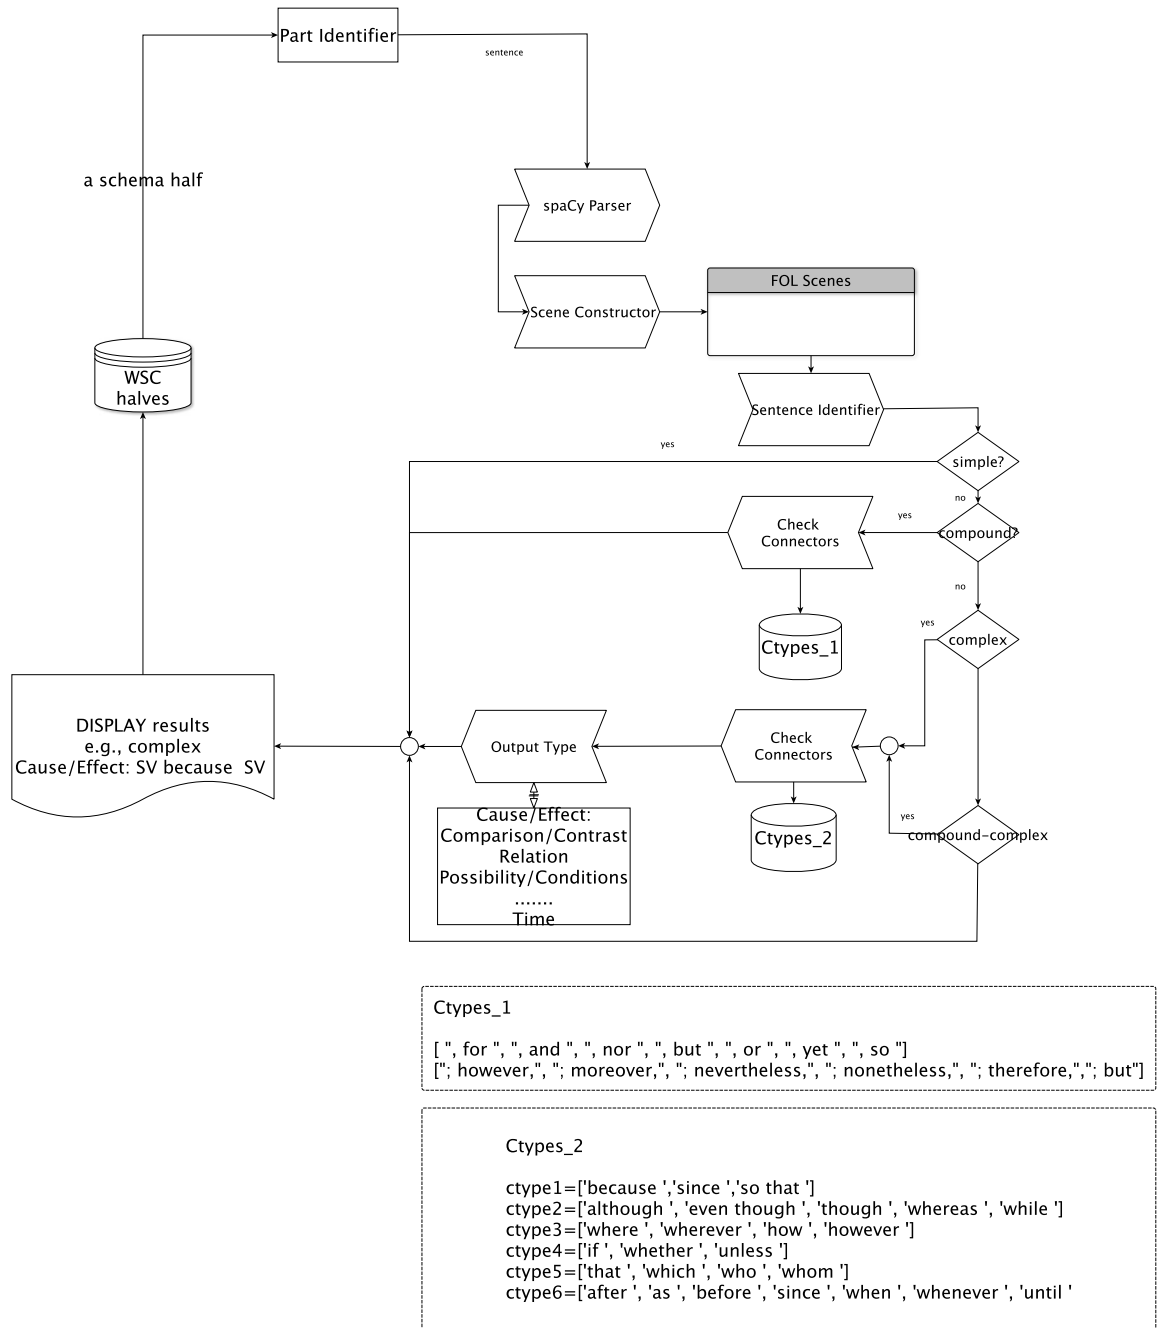 Part Identifier
sentence
a schema half
spaCy Parser
FOL Scenes
Scene Constructor
WSC
halves
Sentence Identifier
yes
simple?
no
yes
Check
Connectors
compound?
no
yes
Ctypes_1
complex
DISPLAY results
e.g., complex
Cause/Effect: SV because  SV
Output Type
Check
Connectors
yes
Cause/Effect:
Comparison/Contrast
Relation
Possibility/Conditions
.......
Time
Ctypes_2
compound-complex
Ctypes_1
[ ", for ", ", and ", ", nor ", ", but ", ", or ", ", yet ", ", so "]
["; however,", "; moreover,", "; nevertheless,", "; nonetheless,", "; therefore,","; but"]
Ctypes_2
ctype1=['because ','since ','so that ']
ctype2=['although ', 'even though ', 'though ', 'whereas ', 'while ']
ctype3=['where ', 'wherever ', 'how ', 'however ']
ctype4=['if ', 'whether ', 'unless ']
ctype5=['that ', 'which ', 'who ', 'whom ']
ctype6=['after ', 'as ', 'before ', 'since ', 'when ', 'whenever ', 'until '